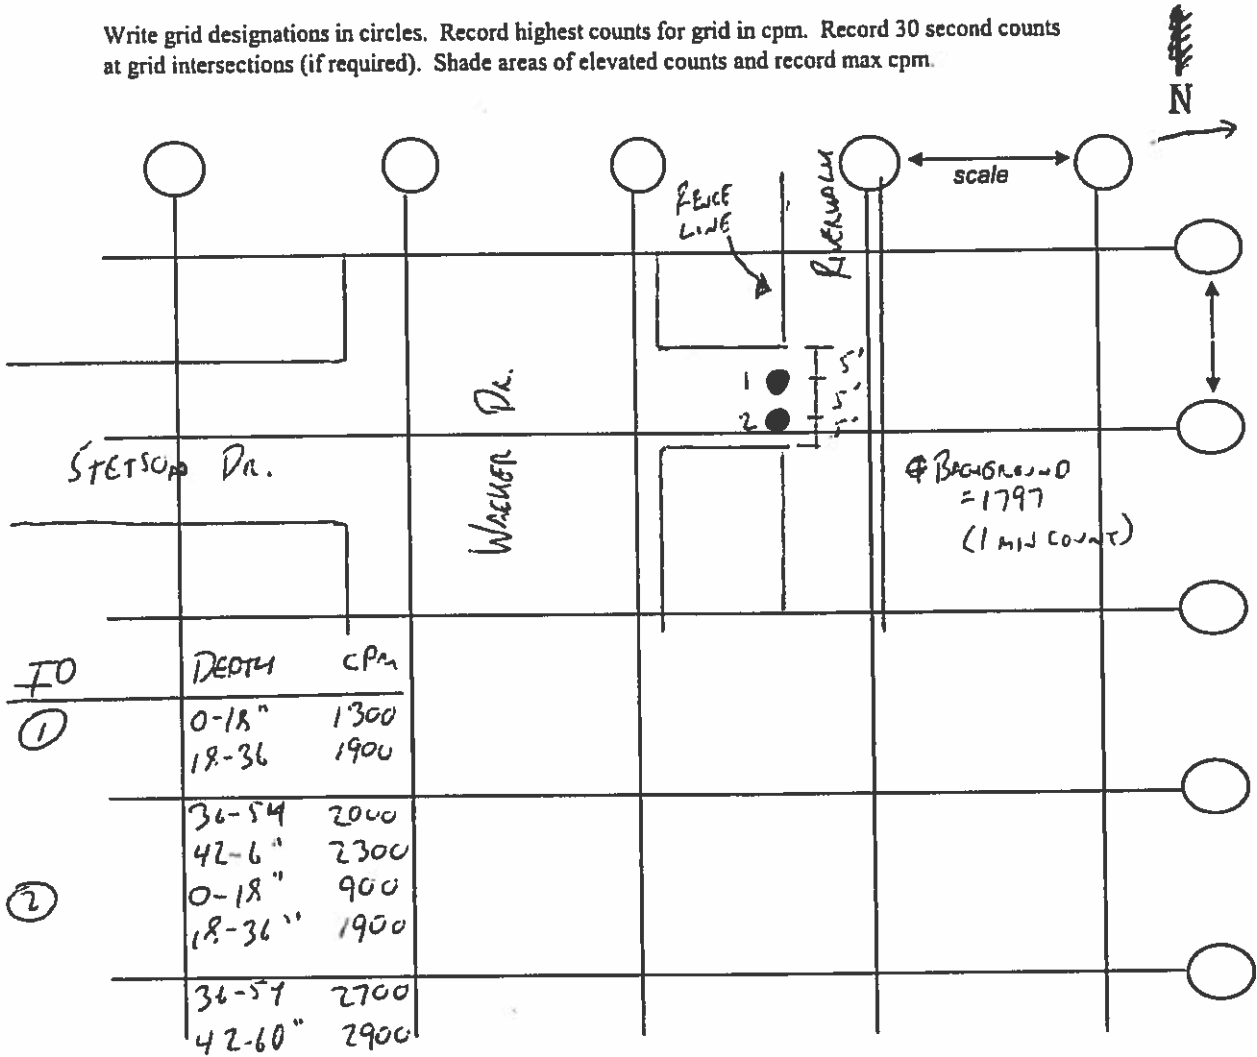 Write grid designations in circles. Record highest counts for grid in cpm. Record 30 second counts
at grid intersections (if required). Shade areas of elevated counts and record max cpm.
N
scale
FENCE
LINE
RIVERWALK
5'
1
5'
2
5'
STETSON DR.
WACKER DR.
BACKGROUND
=1797
(1 MIN COUNT)
ID DEPTH CPM
1 0-18" 1300
18-36 1900
36-54 2000
42-6" 2300
2 0-18" 900
18-36" 1900
36-54 2700
42-60" 2900